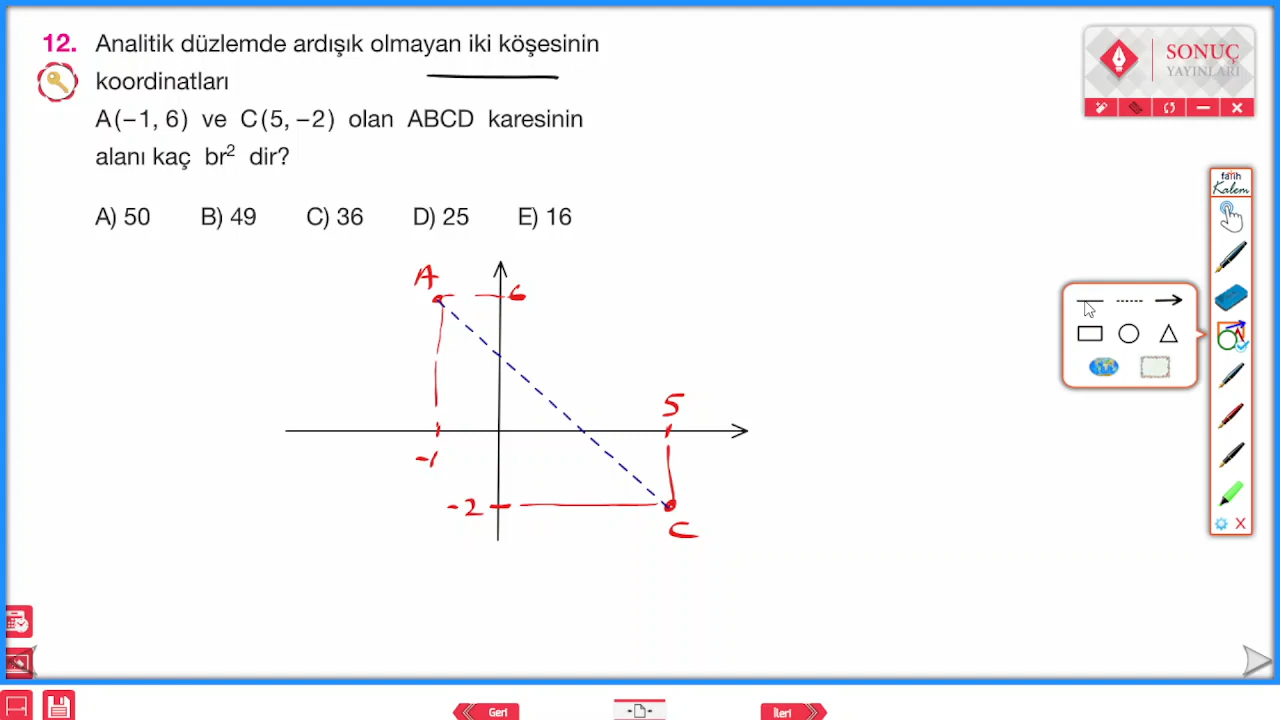 12. Analitik düzlemde ardışık olmayan iki köşesinin
koordinatları
A(−1, 6) ve C(5, −2) olan ABCD karesinin
alanı kaç br² dir?
A) 50 B) 49 C) 36 D) 25 E) 16
SONUÇ
YAYINLARI
fatih
Kalem
A
6
5
-1
-2
C
Geri
İleri